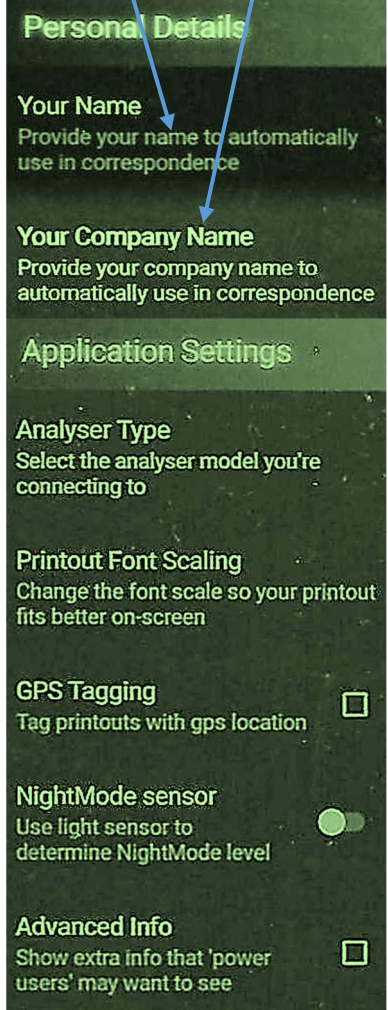 Personal Details
Your Name
Provide your name to automatically
use in correspondence
Your Company Name
Provide your company name to
automatically use in correspondence
Application Settings
Analyser Type
Select the analyser model you're
connecting to
Printout Font Scaling
Change the font scale so your printout
fits better on-screen
GPS Tagging
Tag printouts with gps location
NightMode sensor
Use light sensor to
determine NightMode level
Advanced Info
Show extra info that 'power
users' may want to see